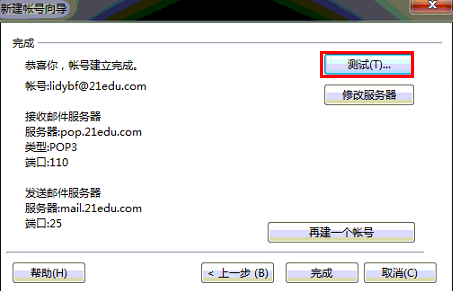 新建帐号向导
完成
恭喜你，帐号建立完成。
测试(T)...
帐号:lidybf@21edu.com
修改服务器
接收邮件服务器
服务器:pop.21edu.com
类型:POP3
端口:110
发送邮件服务器
服务器:mail.21edu.com
端口:25
再建一个帐号
帮助(H)
< 上一步 (B)
完成
取消(C)